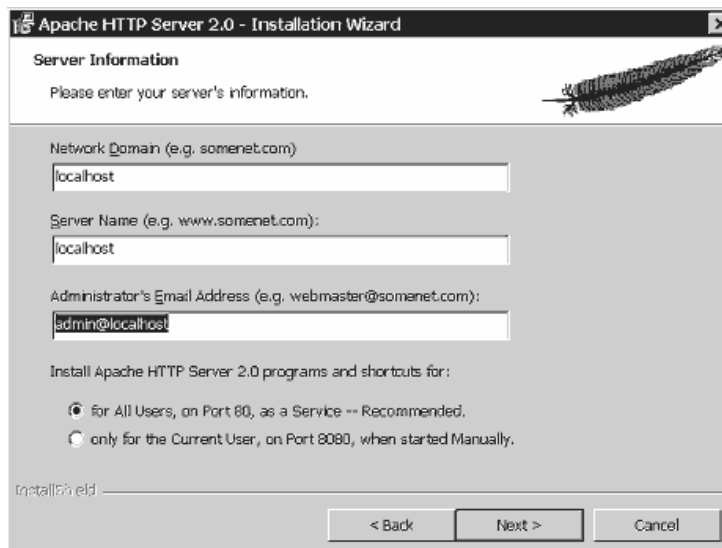 Apache HTTP Server 2.0 - Installation Wizard
Server Information
Please enter your server's information.
Network Domain (e.g. somenet.com)
localhost
Server Name (e.g. www.somenet.com):
localhost
Administrator's Email Address (e.g. webmaster@somenet.com):
admin@localhost
Install Apache HTTP Server 2.0 programs and shortcuts for:
for All Users, on Port 80, as a Service -- Recommended.
only for the Current User, on Port 8080, when started Manually.
InstallShield
< Back
Next >
Cancel